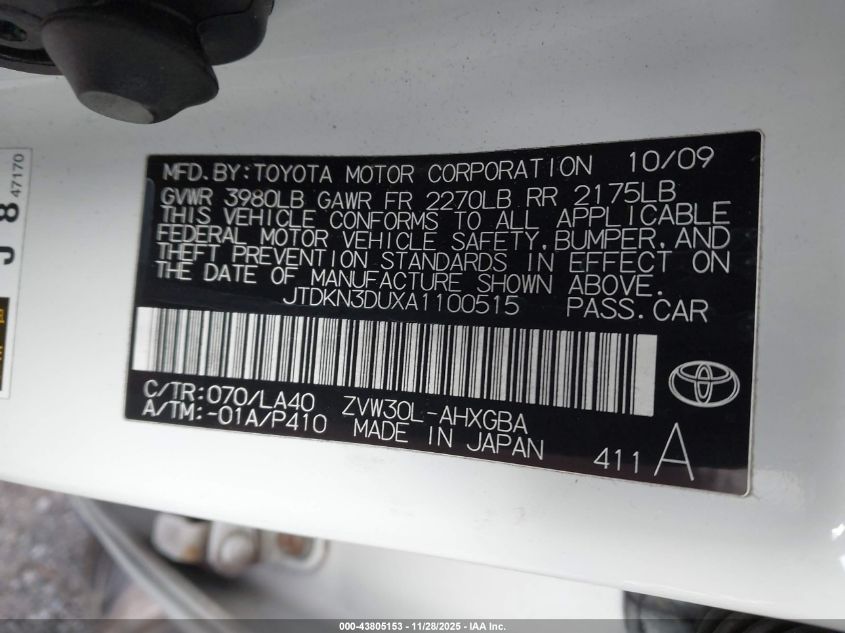 MFD.BY:TOYOTA MOTOR CORPORATION 10/09
GVWR 3980LB GAWR FR 2270LB RR 2175LB
THIS VEHICLE CONFORMS TO ALL APPLICABLE
FEDERAL MOTOR VEHICLE SAFETY,BUMPER,AND
THEFT PREVENTION STANDARDS IN EFFECT ON
THE DATE OF MANUFACTURE SHOWN ABOVE.
JTDKN3DUXA1100515 PASS.CAR
C/TR:070/LA40 ZVW30L-AHXGBA
A/TM:-01A/P410 MADE IN JAPAN
411 A
J 8
47170
000-43805153 - 11/28/2025 - IAA Inc.